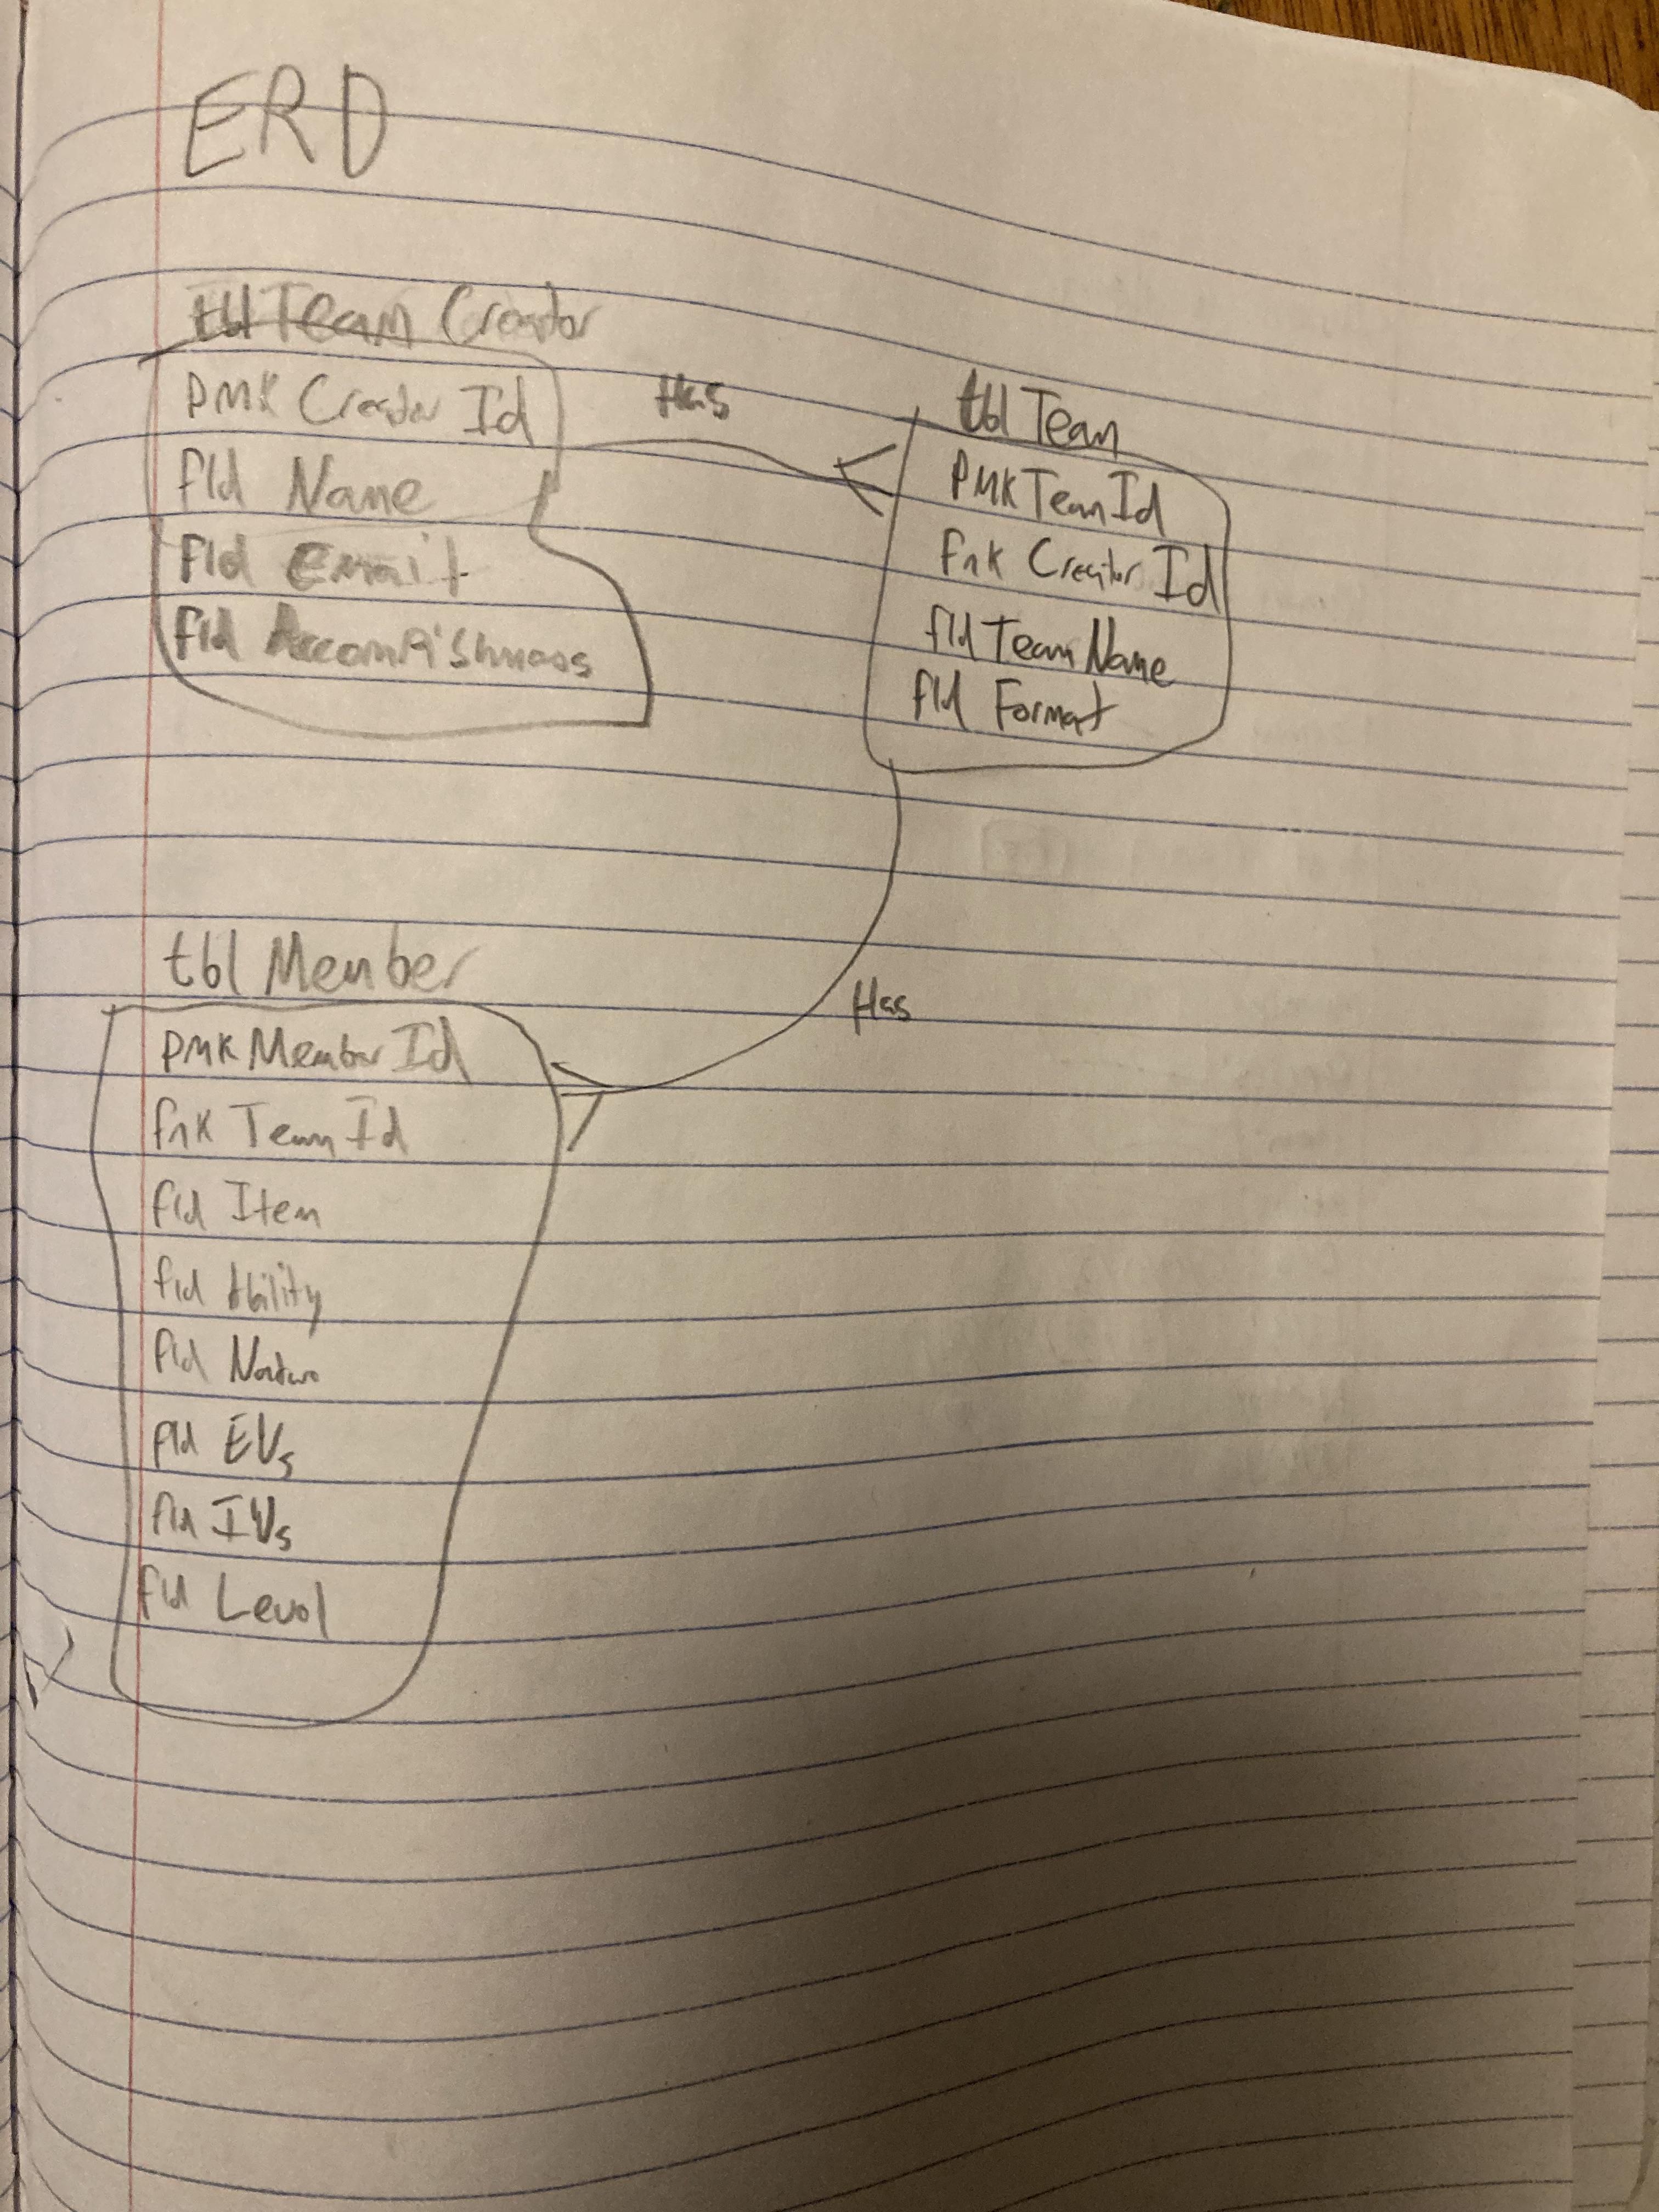 ERD
tbl Team Creator
pmk Creator Id
fld Name
fld Email
fld Accomplishmens
Has
tbl Team
pmk Team Id
fnk Creator Id
fld Team Name
fld Format
Has
tbl Member
pmk Member Id
fnk Team Id
fld Item
fld Ability
fld Nature
fld EVs
fld IVs
fld Level